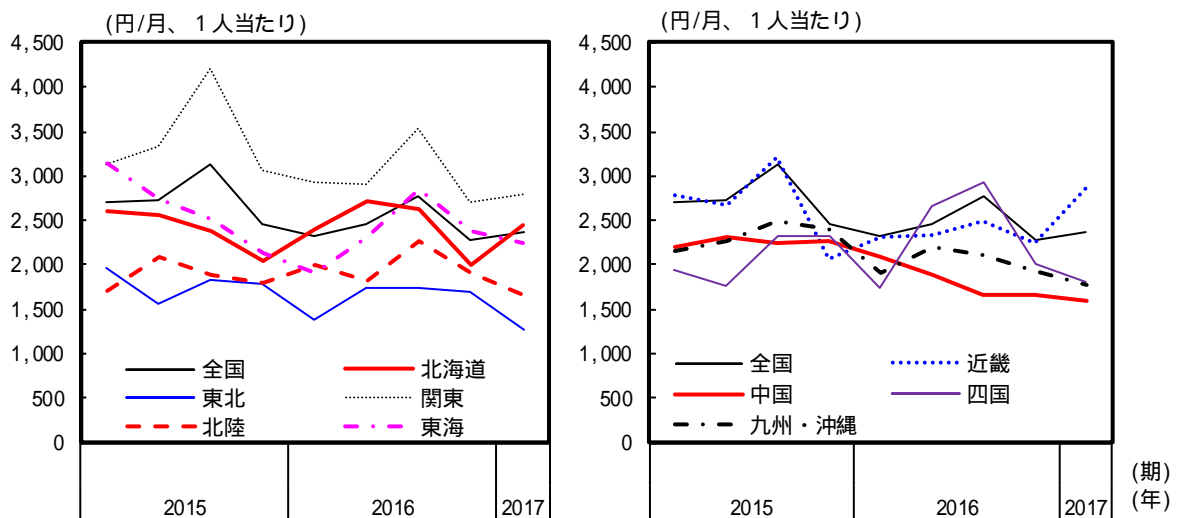 (円/月、1人当たり)
4,500
4,000
3,500
3,000
2,500
2,000
1,500
1,000
500
0
全国
北海道
東北
関東
北陸
東海
2015
2016
2017
(円/月、1人当たり)
4,500
4,000
3,500
3,000
2,500
2,000
1,500
1,000
500
0
全国
近畿
中国
四国
九州・沖縄
2015
2016
2017
(期)
(年)